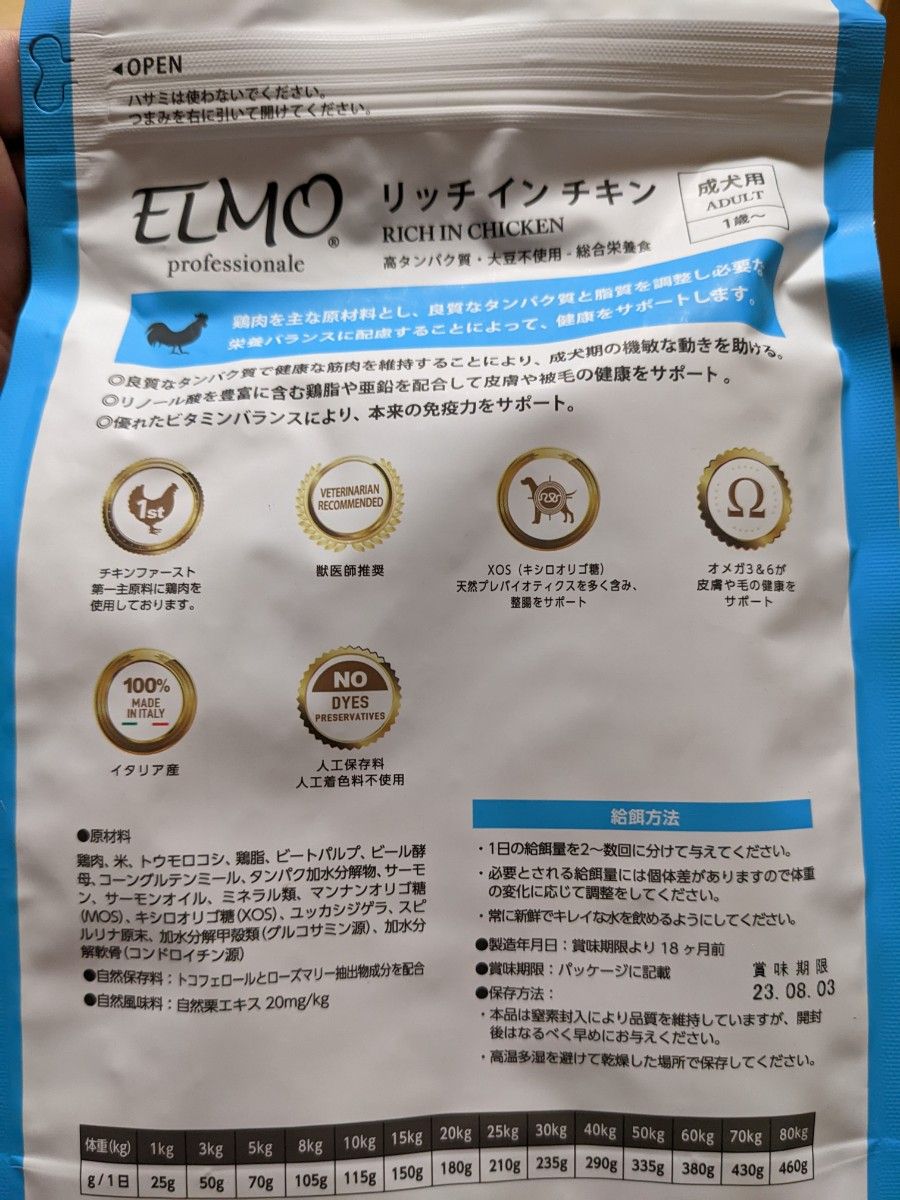 ◀OPEN
ハサミは使わないでください。
つまみを右に引いて開けてください。
ELMO®
professionale
リッチ イン チキン
RICH IN CHICKEN
高タンパク質・大豆不使用 - 総合栄養食
成犬用
ADULT
1歳〜
鶏肉を主な原材料とし、良質なタンパク質と脂質を調整し必要な
栄養バランスに配慮することによって、健康をサポートします。
◎良質なタンパク質で健康な筋肉を維持することにより、成犬期の機敏な動きを助ける。
◎リノール酸を豊富に含む鶏脂や亜鉛を配合して皮膚や被毛の健康をサポート。
◎優れたビタミンバランスにより、本来の免疫力をサポート。
1st
チキンファースト
第一主原料に鶏肉を
使用しております。
VETERINARIAN
RECOMMENDED
獣医師推奨
XOS（キシロオリゴ糖）
天然プレバイオティクスを多く含み、
整腸をサポート
Ω
オメガ3&6が
皮膚や毛の健康を
サポート
100%
MADE
IN ITALY
イタリア産
NO
DYES
PRESERVATIVES
人工保存料
人工着色料不使用
●原材料
鶏肉、米、トウモロコシ、鶏脂、ビートパルプ、ビール酵
母、コーングルテンミール、タンパク加水分解物、サーモ
ン、サーモンオイル、ミネラル類、マンナンオリゴ糖
(MOS)、キシロオリゴ糖(XOS)、ユッカシジゲラ、スピ
ルリナ原末、加水分解甲殻類(グルコサミン源)、加水分
解軟骨(コンドロイチン源)
●自然保存料：トコフェロールとローズマリー抽出物成分を配合
●自然風味料：自然栗エキス 20mg/kg
給餌方法
・1日の給餌量を2〜数回に分けて与えてください。
・必要とされる給餌量には個体差がありますので体重
の変化に応じて調整をしてください。
・常に新鮮でキレイな水を飲めるようにしてください。
●製造年月日：賞味期限より 18 ヶ月前
●賞味期限：パッケージに記載
賞味期限
23.08.03
●保存方法：
・本品は窒素封入により品質を維持していますが、開封
後はなるべく早めにお与えください。
・高温多湿を避けて乾燥した場所で保存してください。
体重(kg) 1kg 3kg 5kg 8kg 10kg 15kg 20kg 25kg 30kg 40kg 50kg 60kg 70kg 80kg
g/1日 25g 50g 70g 105g 115g 150g 180g 210g 235g 290g 335g 380g 430g 460g